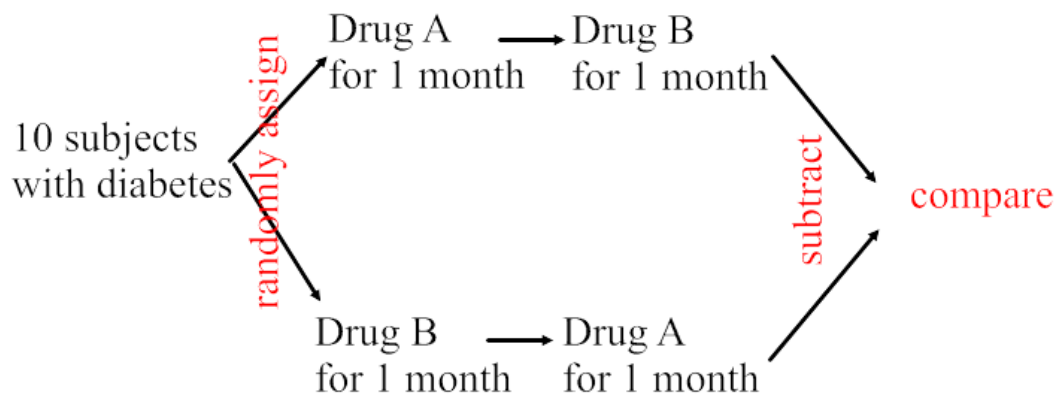 10 subjects
with diabetes
randomly assign
Drug A
for 1 month
Drug B
for 1 month
Drug B
for 1 month
Drug A
for 1 month
subtract
compare